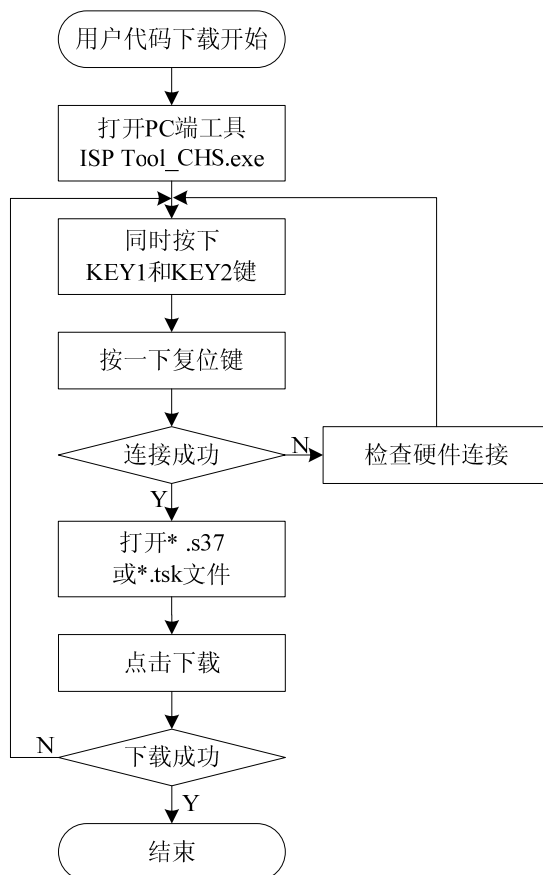 用户代码下载开始
打开PC端工具
ISP Tool_CHS.exe
同时按下
KEY1和KEY2键
按一下复位键
连接成功
N
检查硬件连接
Y
打开* .s37
或*.tsk文件
点击下载
N
下载成功
Y
结束